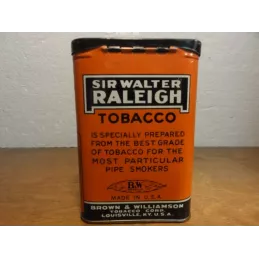 SIR WALTER
RALEIGH
TOBACCO
IS SPECIALLY PREPARED
FROM THE BEST GRADE
OF TOBACCO FOR THE
MOST PARTICULAR
PIPE SMOKERS
B&W
MADE IN U.S.A.
BROWN & WILLIAMSON
TOBACCO CORP.
LOUISVILLE, KY. U.S.A.